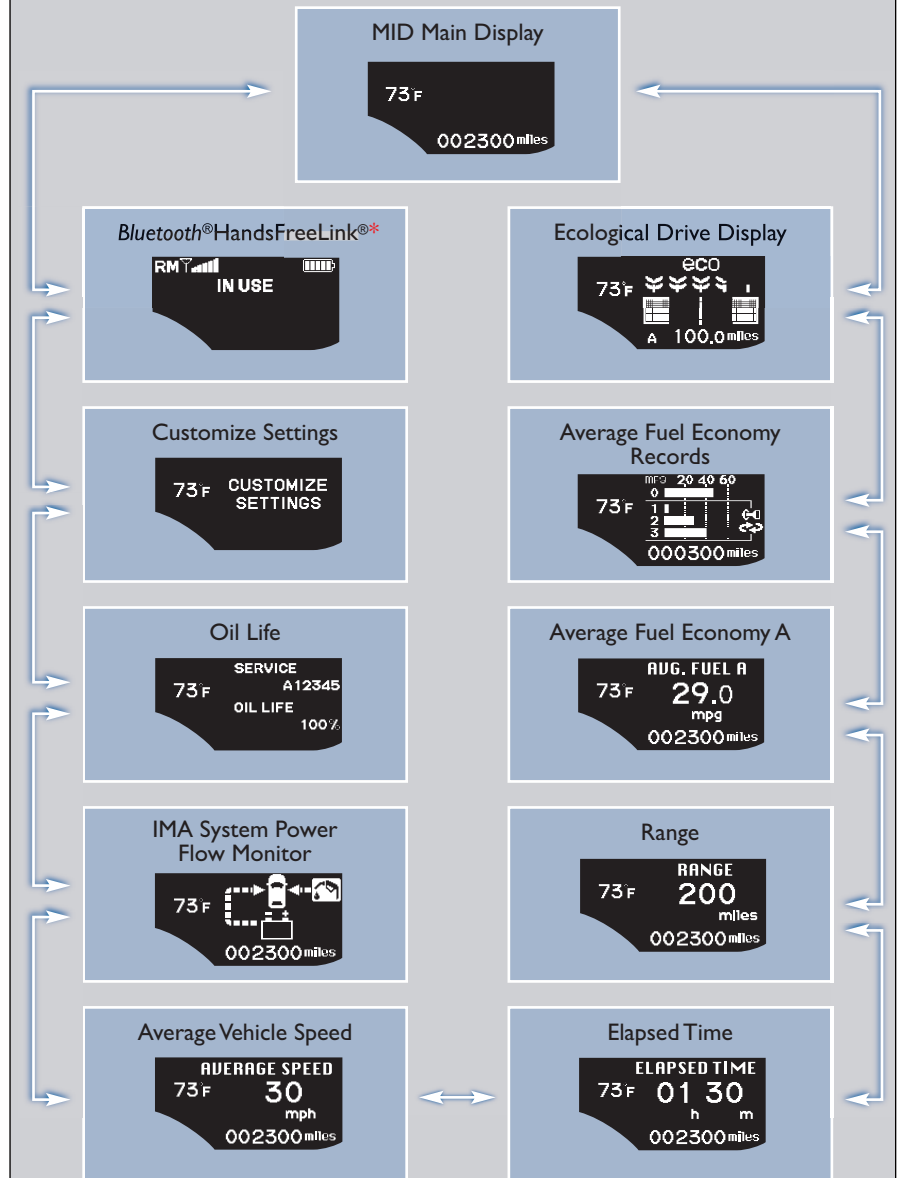 MID Main Display
73°F
002300 miles
Bluetooth®HandsFreeLink®*
RM
IN USE
Ecological Drive Display
eco
73°F
A 100.0 miles
Customize Settings
73°F CUSTOMIZE
SETTINGS
Average Fuel Economy
Records
mpg 20 40 60
0
73°F
1
2
3
000300 miles
Oil Life
SERVICE
A12345
73°F
OIL LIFE
100%
Average Fuel Economy A
AVG. FUEL A
73°F 29.0
mpg
002300 miles
IMA System Power
Flow Monitor
73°F
002300 miles
Range
RANGE
73°F 200
miles
002300 miles
Average Vehicle Speed
AVERAGE SPEED
73°F 30
mph
002300 miles
Elapsed Time
ELAPSED TIME
73°F 01 30
h m
002300 miles